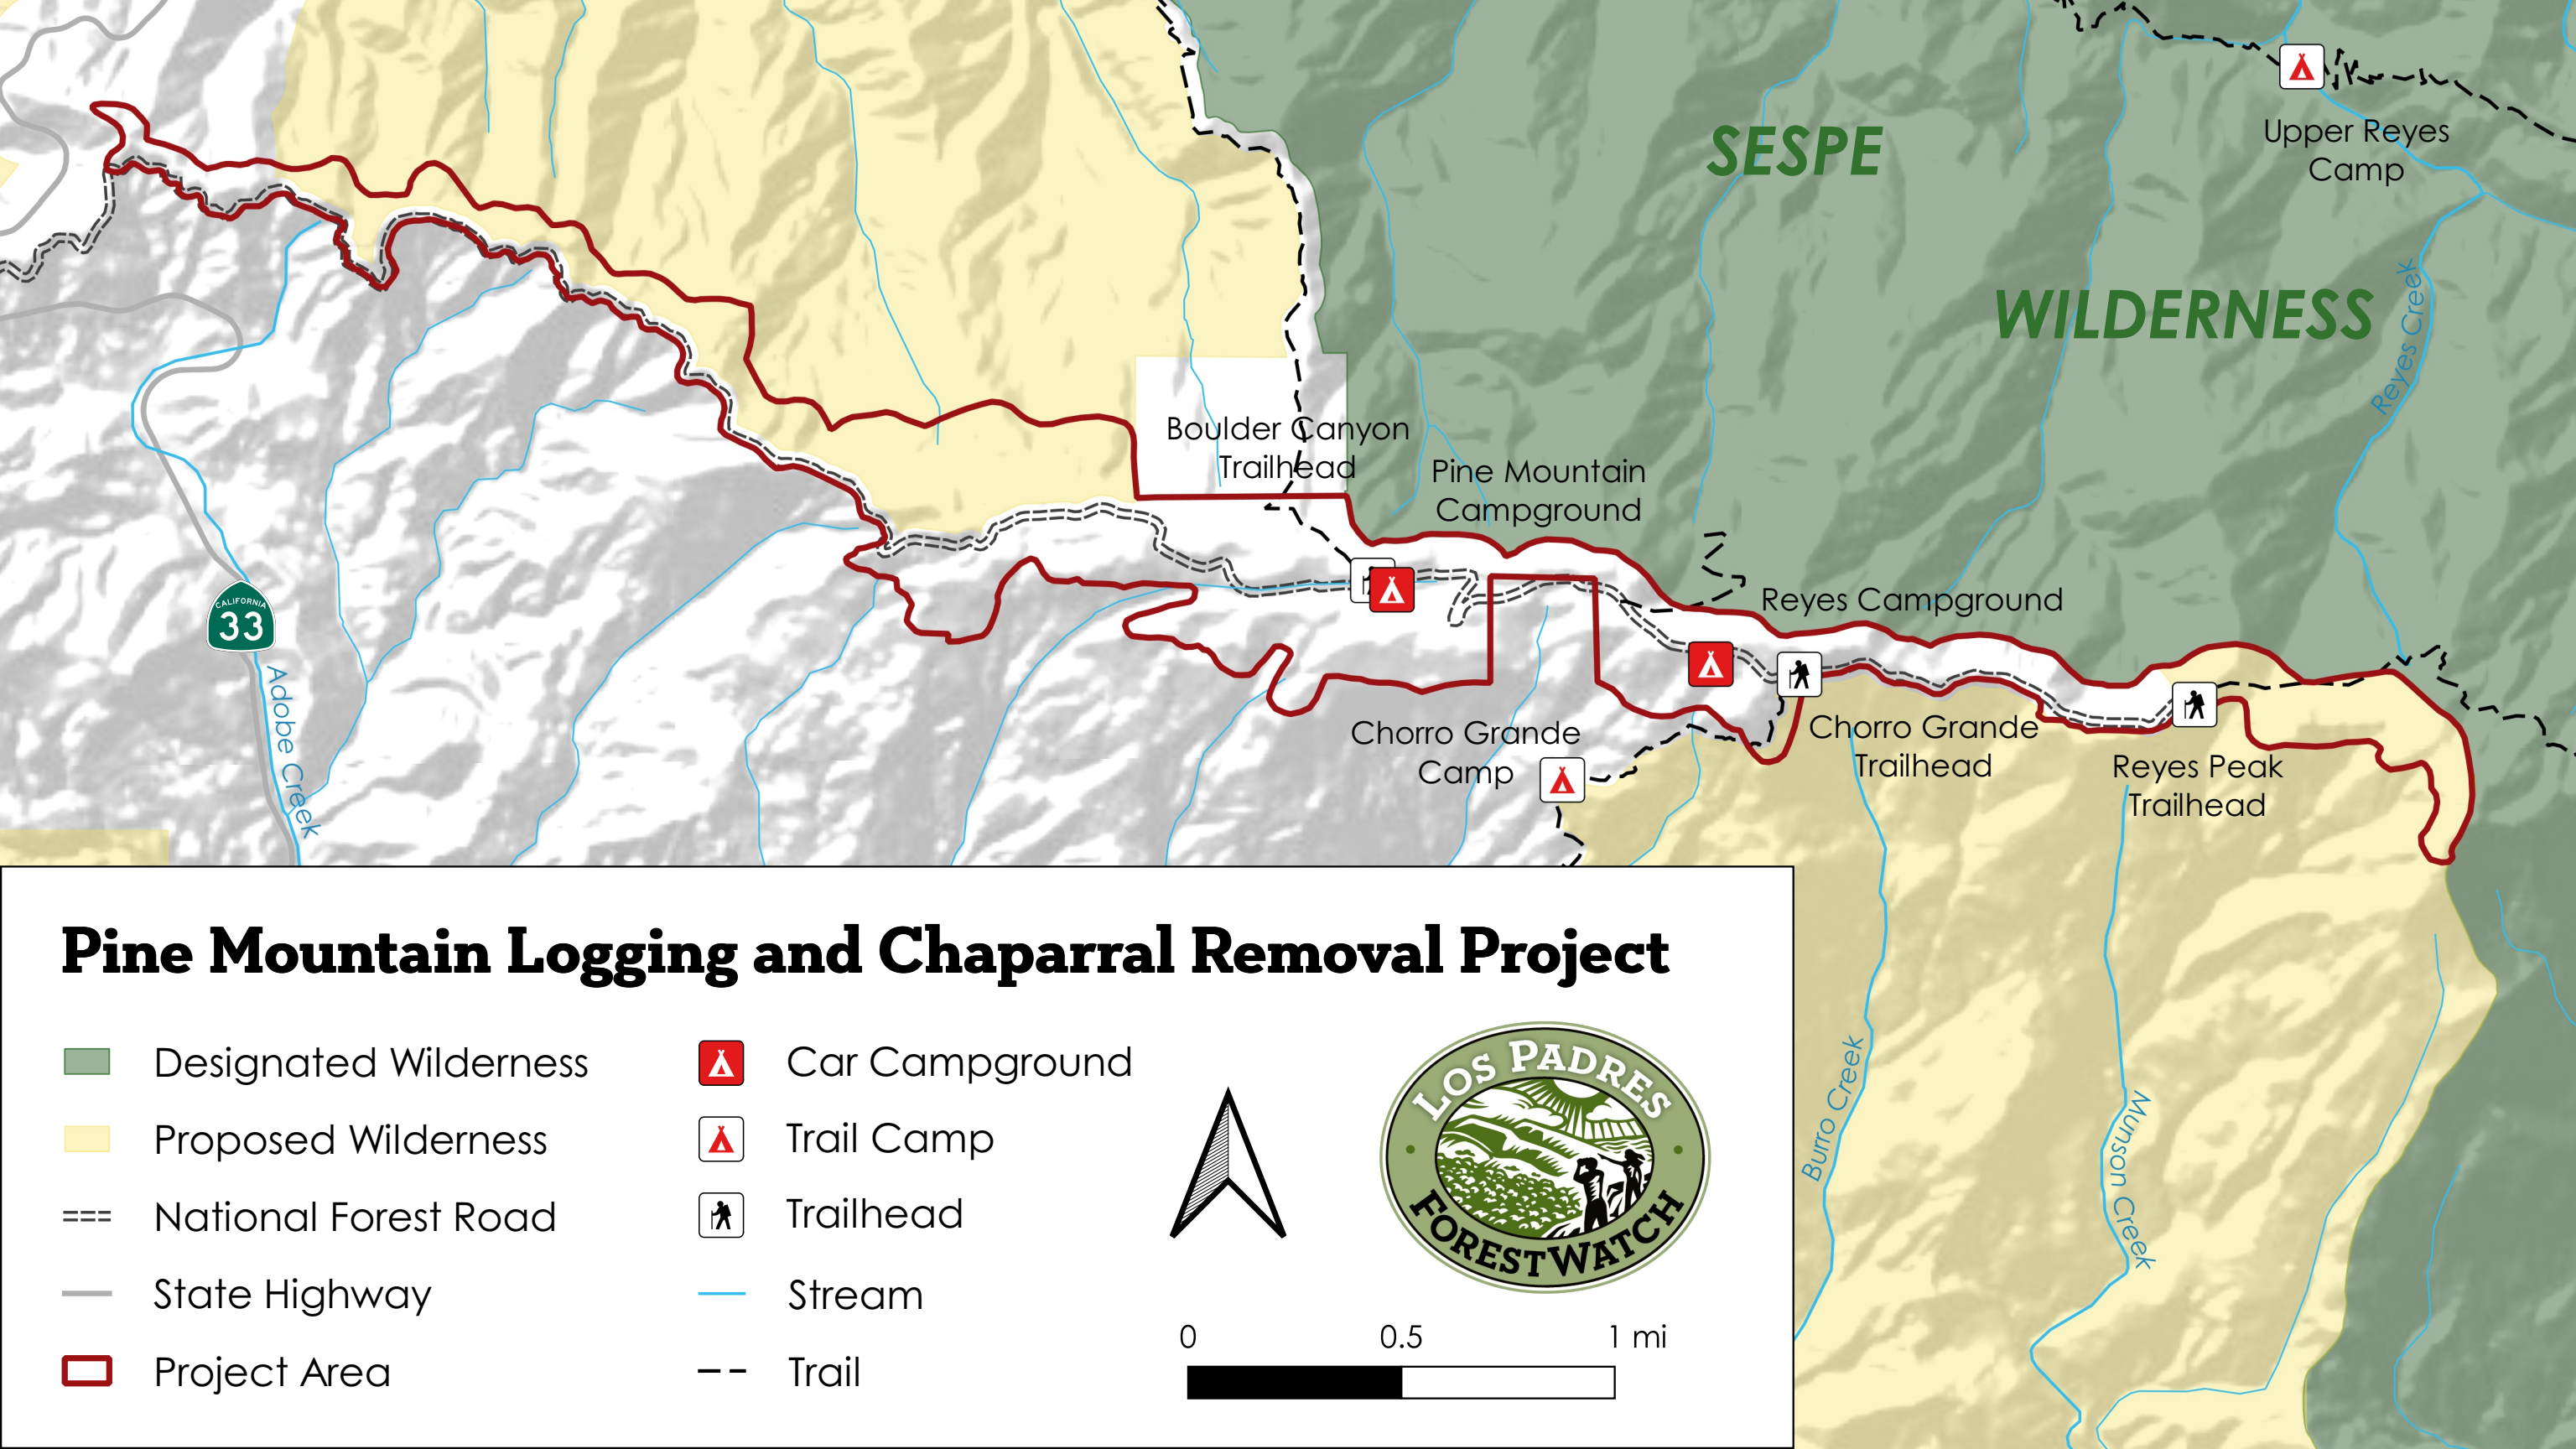 SESPE
Upper Reyes
Camp
WILDERNESS
Reyes Creek
Boulder Canyon
Trailhead
Pine Mountain
Campground
CALIFORNIA
33
Reyes Campground
Adobe Creek
Chorro Grande
Camp
Chorro Grande
Trailhead
Reyes Peak
Trailhead
Burro Creek
Munson Creek
Pine Mountain Logging and Chaparral Removal Project
Designated Wilderness
Proposed Wilderness
National Forest Road
State Highway
Project Area
Car Campground
Trail Camp
Trailhead
Stream
Trail
LOS PADRES
FORESTWATCH
0 0.5 1 mi